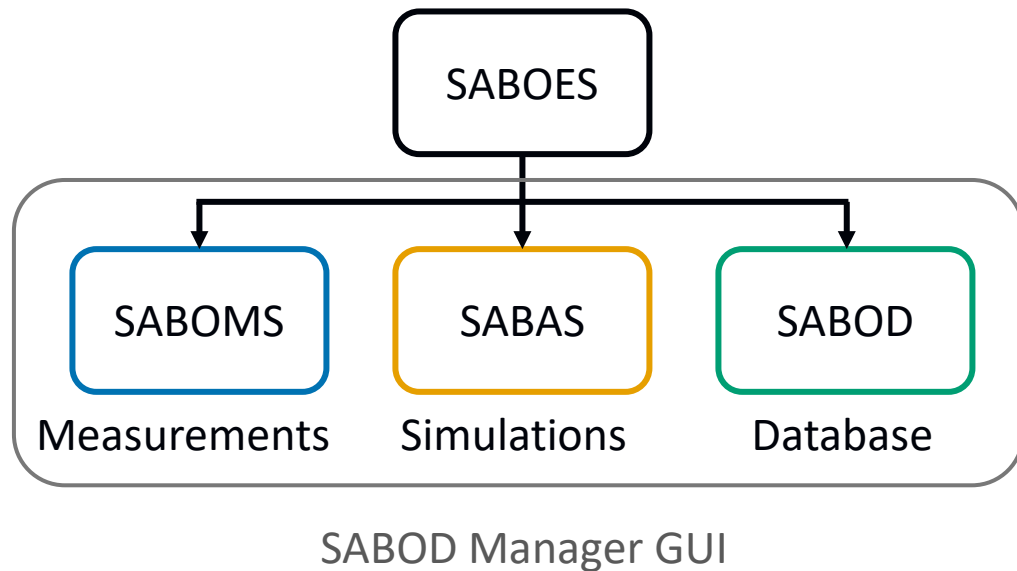 SABOES
SABOMS
SABAS
SABOD
Measurements
Simulations
Database
SABOD Manager GUI